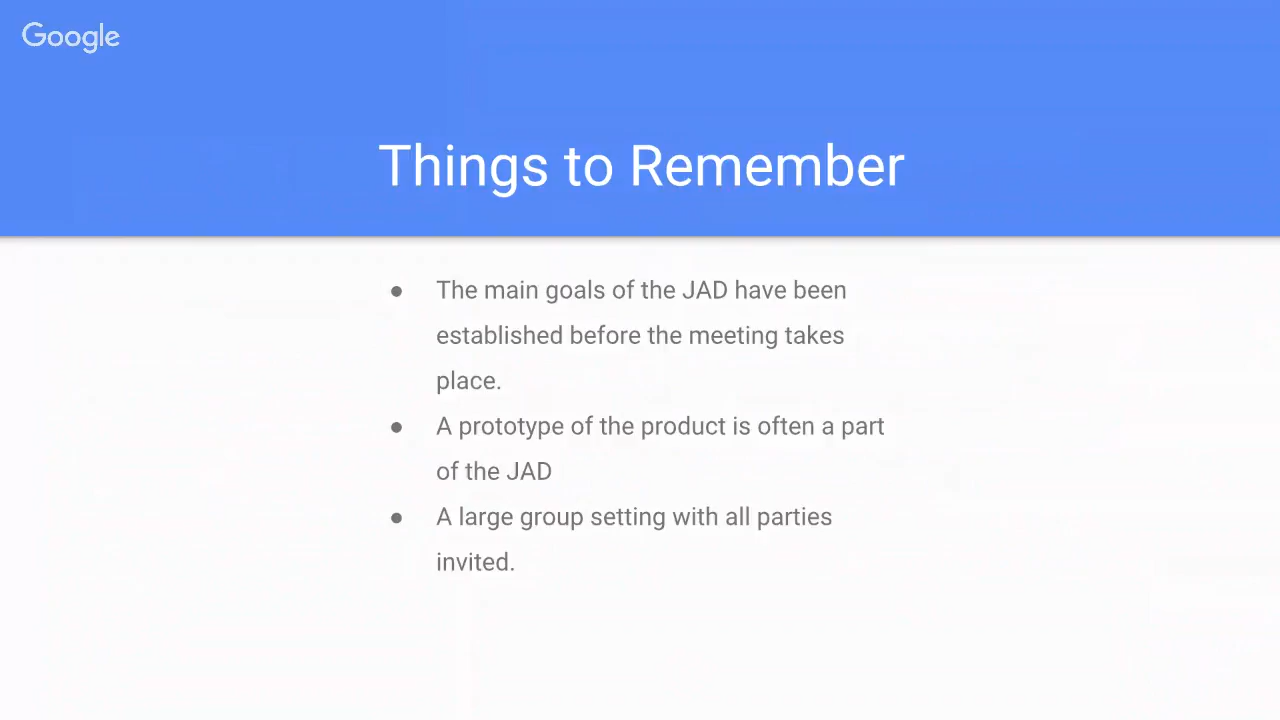 Google
Things to Remember
● The main goals of the JAD have been
established before the meeting takes
place.
● A prototype of the product is often a part
of the JAD
● A large group setting with all parties
invited.